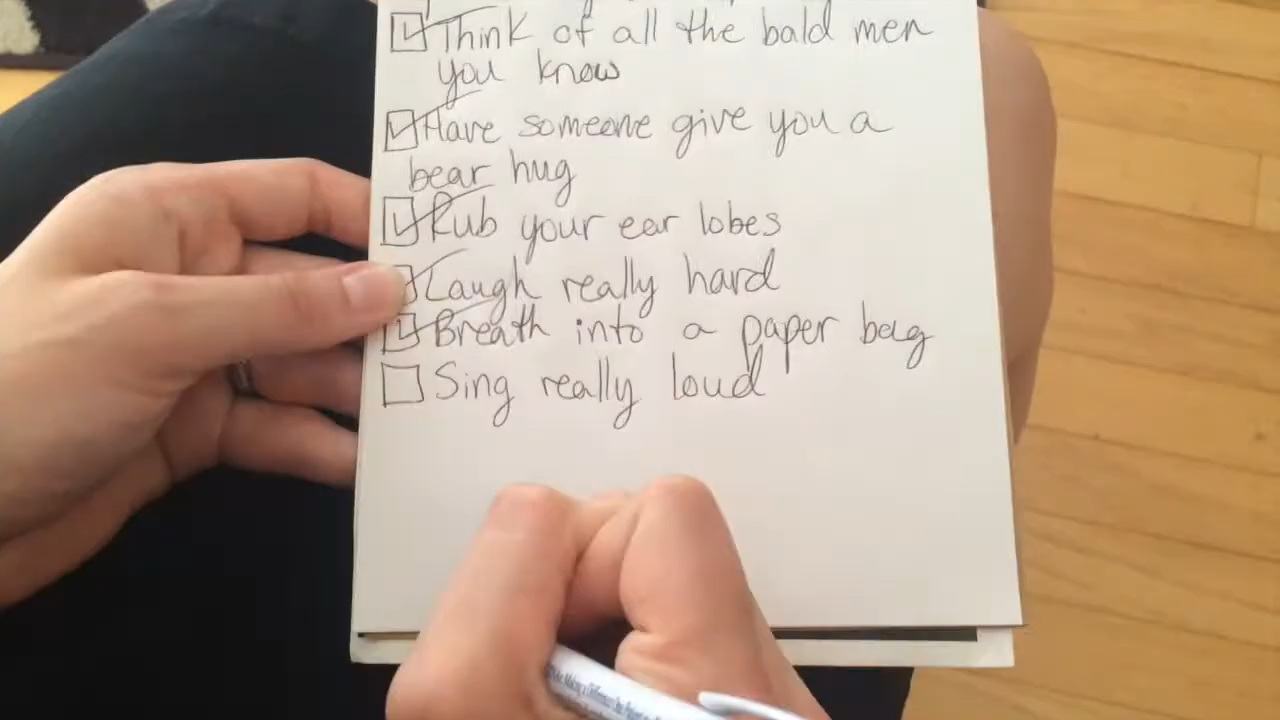 Think of all the bald men
you know
Have someone give you a
bear hug
Rub your ear lobes
Laugh really hard
Breath into a paper bag
Sing really loud